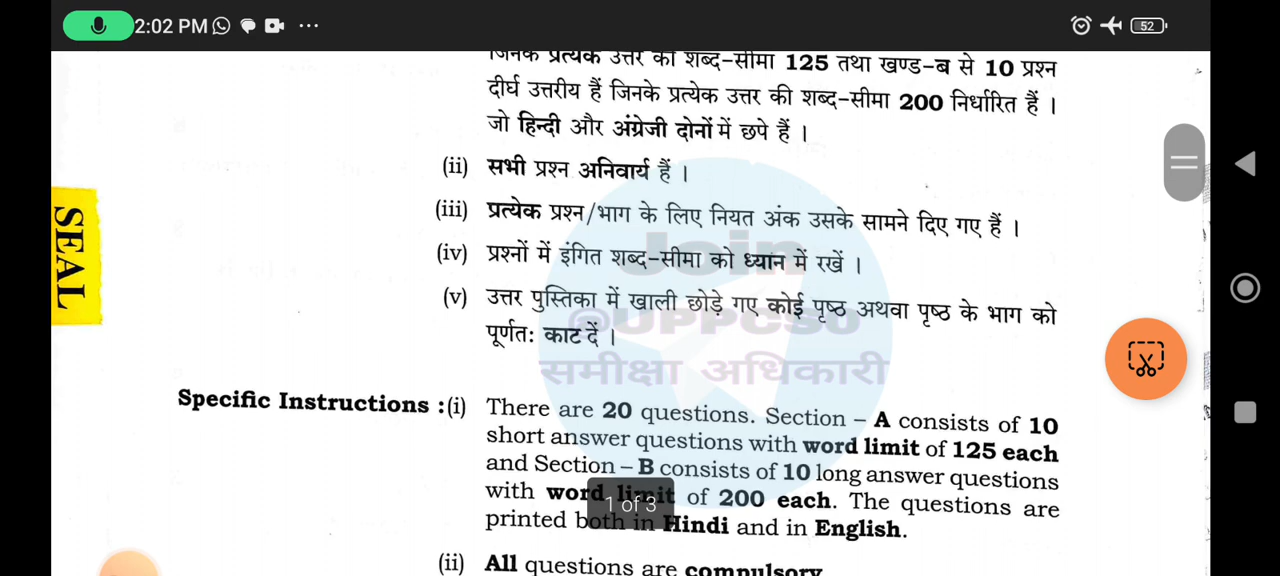 2:02 PM
52
जिनके प्रत्येक उत्तर की शब्द-सीमा 125 तथा खण्ड-ब से 10 प्रश्न
दीर्घ उत्तरीय हैं जिनके प्रत्येक उत्तर की शब्द-सीमा 200 निर्धारित हैं ।
जो हिन्दी और अंग्रेजी दोनों में छपे हैं ।
(ii) सभी प्रश्न अनिवार्य हैं ।
(iii) प्रत्येक प्रश्न/भाग के लिए नियत अंक उसके सामने दिए गए हैं ।
(iv) प्रश्नों में इंगित शब्द-सीमा को ध्यान में रखें ।
(v) उत्तर पुस्तिका में खाली छोड़े गए कोई पृष्ठ अथवा पृष्ठ के भाग को
पूर्णत: काट दें ।
SEAL
Join
@UPPCS0
समीक्षा अधिकारी
Specific Instructions :(i) There are 20 questions. Section – A consists of 10
short answer questions with word limit of 125 each
and Section – B consists of 10 long answer questions
with word limit of 200 each. The questions are
printed both in Hindi and in English.
1 of 3
(ii) All questions are compulsory.